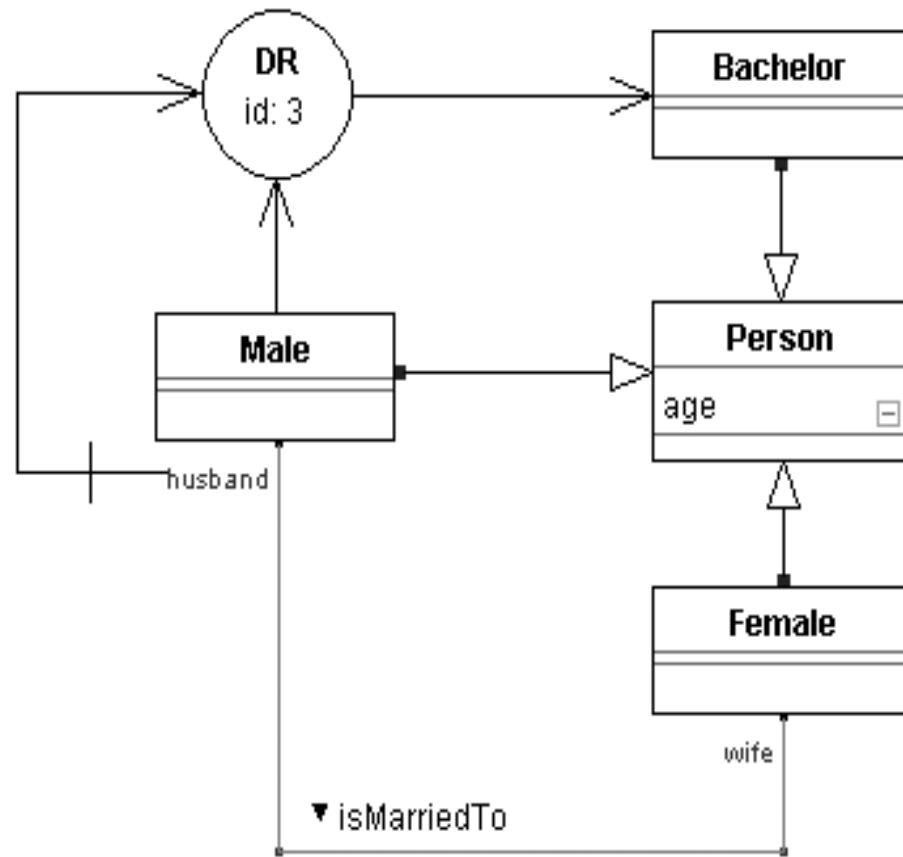 DR
id: 3
Bachelor
Male
Person
age
husband
Female
wife
▼ isMarriedTo